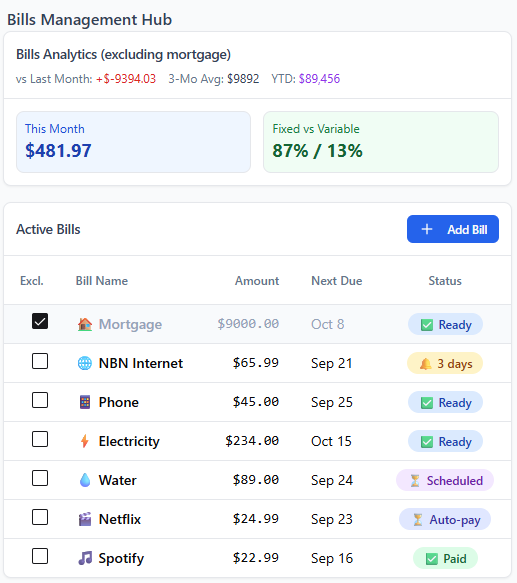 Bills Management Hub
Bills Analytics (excluding mortgage)
vs Last Month: +$-9394.03 3-Mo Avg: $9892 YTD: $89,456
This Month Fixed vs Variable
$481.97 87% / 13%
Active Bills + Add Bill
Excl. Bill Name Amount Next Due Status
Mortgage $9000.00 Oct 8 Ready
NBN Internet $65.99 Sep 21 3 days
Phone $45.00 Sep 25 Ready
Electricity $234.00 Oct 15 Ready
Water $89.00 Sep 24 Scheduled
Netflix $24.99 Sep 23 Auto-pay
Spotify $22.99 Sep 16 Paid